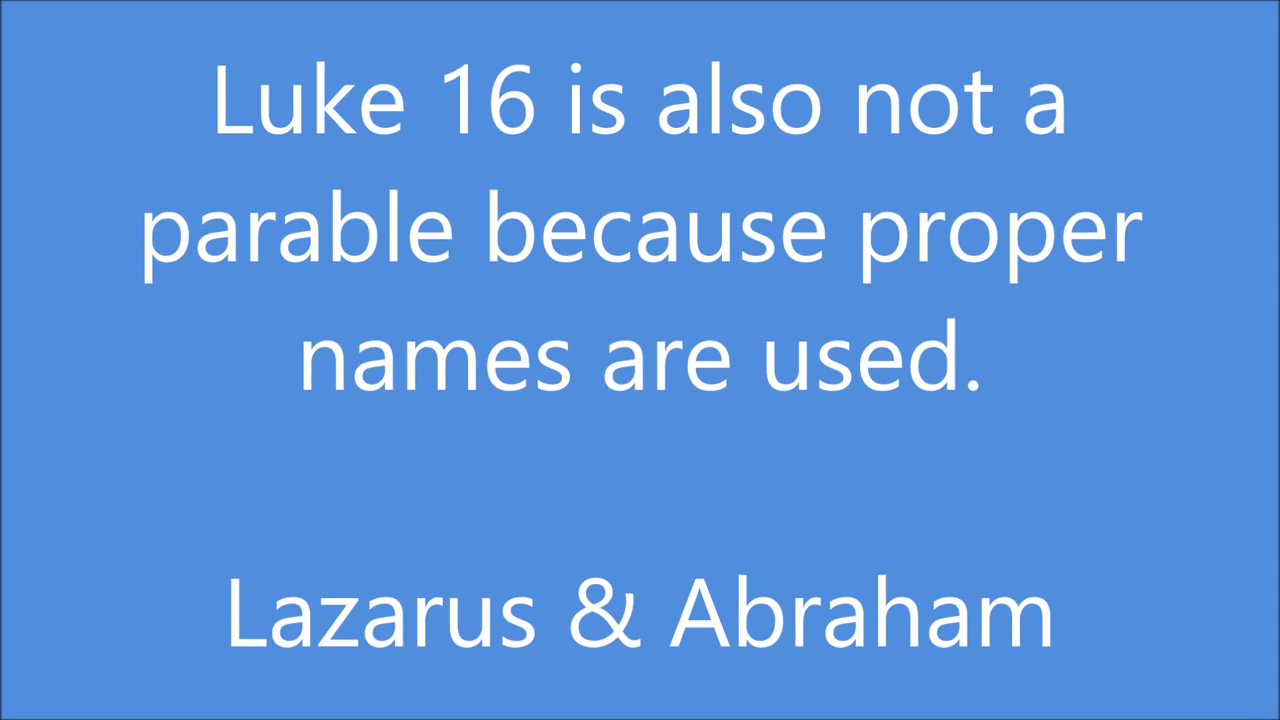 Luke 16 is also not a
parable because proper
names are used.
Lazarus & Abraham